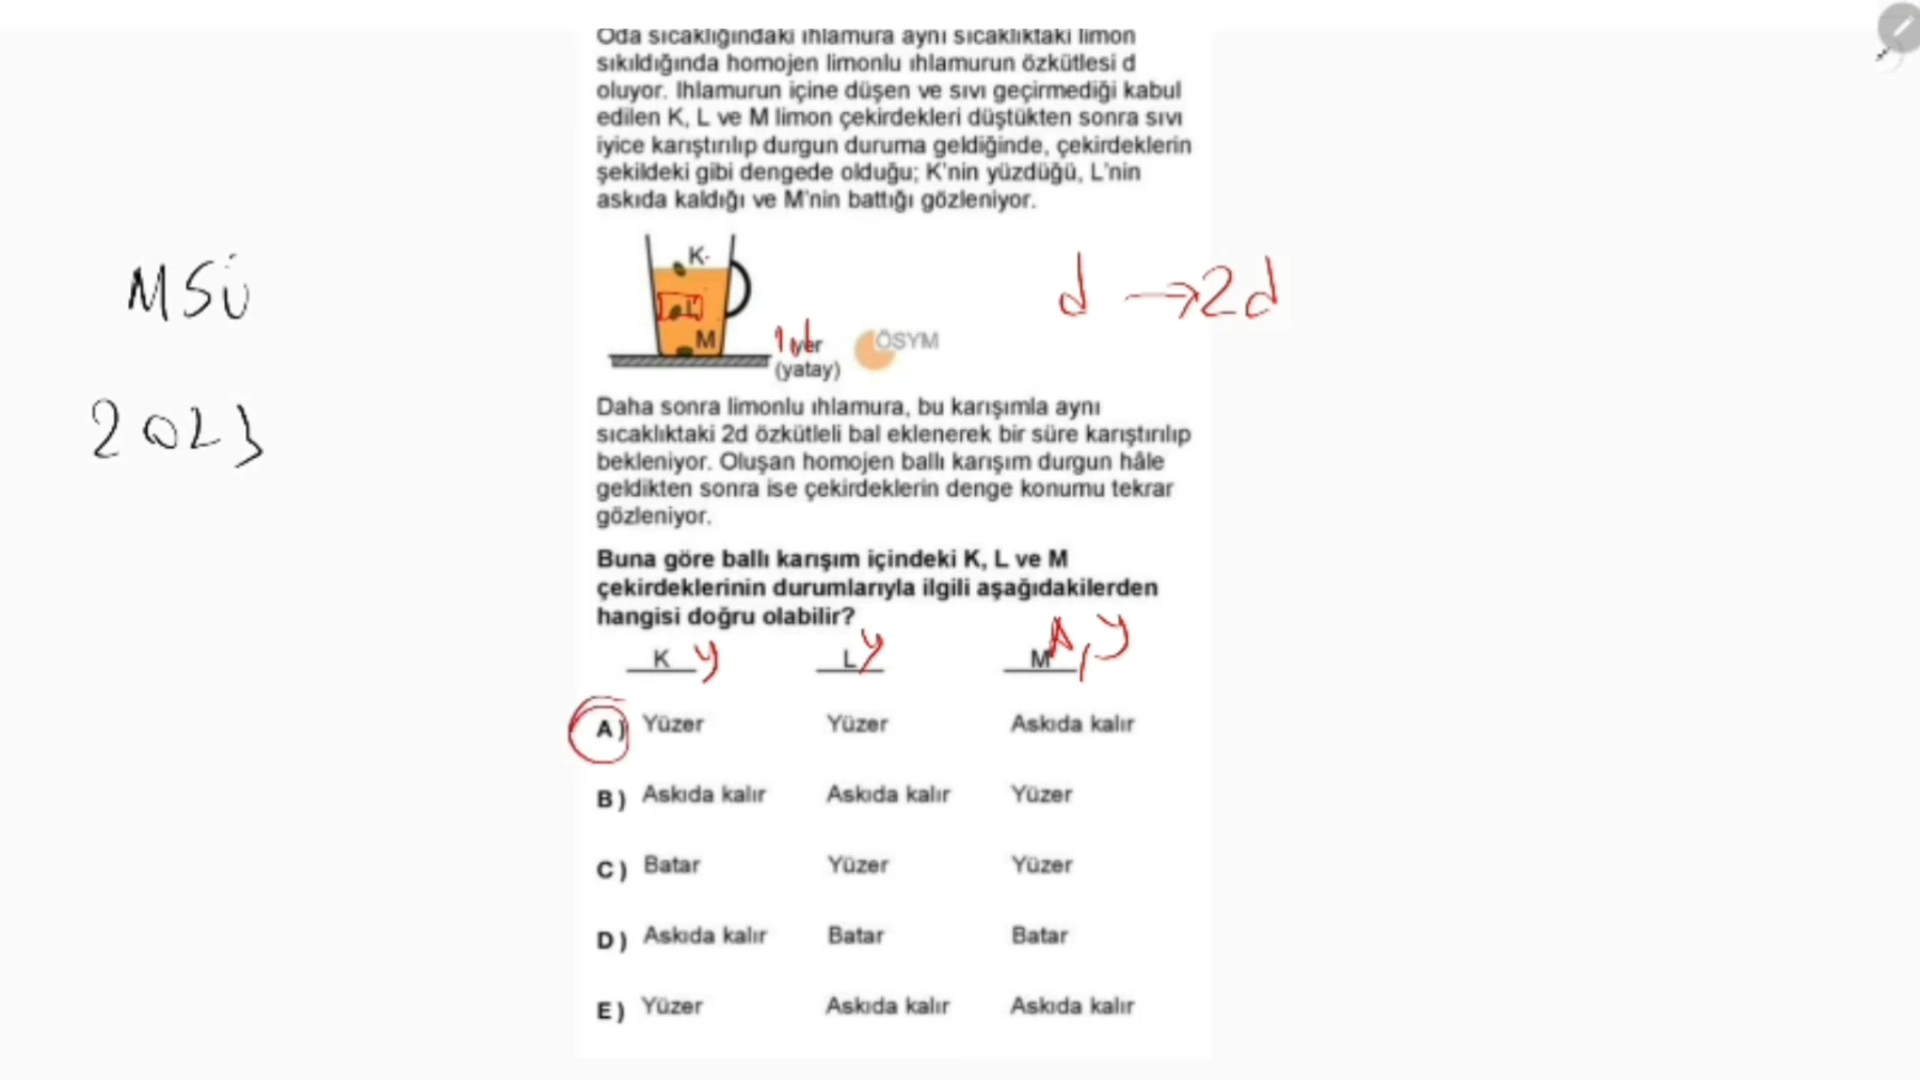 Oda sıcaklığındaki ıhlamura aynı sıcaklıktaki limon
sıkıldığında homojen limonlu ıhlamurun özkütlesi d
oluyor. Ihlamurun içine düşen ve sıvı geçirmediği kabul
edilen K, L ve M limon çekirdekleri düştükten sonra sıvı
iyice karıştırılıp durgun duruma geldiğinde, çekirdeklerin
şekildeki gibi dengede olduğu; K'nin yüzdüğü, L'nin
askıda kaldığı ve M'nin battığı gözleniyor.
K
L
M
yer
(yatay)
ÖSYM
d → 2d
MSÜ
2023
Daha sonra limonlu ıhlamura, bu karışımla aynı
sıcaklıktaki 2d özkütleli bal eklenerek bir süre karıştırılıp
bekleniyor. Oluşan homojen ballı karışım durgun hâle
geldikten sonra ise çekirdeklerin denge konumu tekrar
gözleniyor.
Buna göre ballı karışım içindeki K, L ve M
çekirdeklerinin durumlarıyla ilgili aşağıdakilerden
hangisi doğru olabilir?
K y L y M A, y
A) Yüzer Yüzer Askıda kalır
B) Askıda kalır Askıda kalır Yüzer
C) Batar Yüzer Yüzer
D) Askıda kalır Batar Batar
E) Yüzer Askıda kalır Askıda kalır